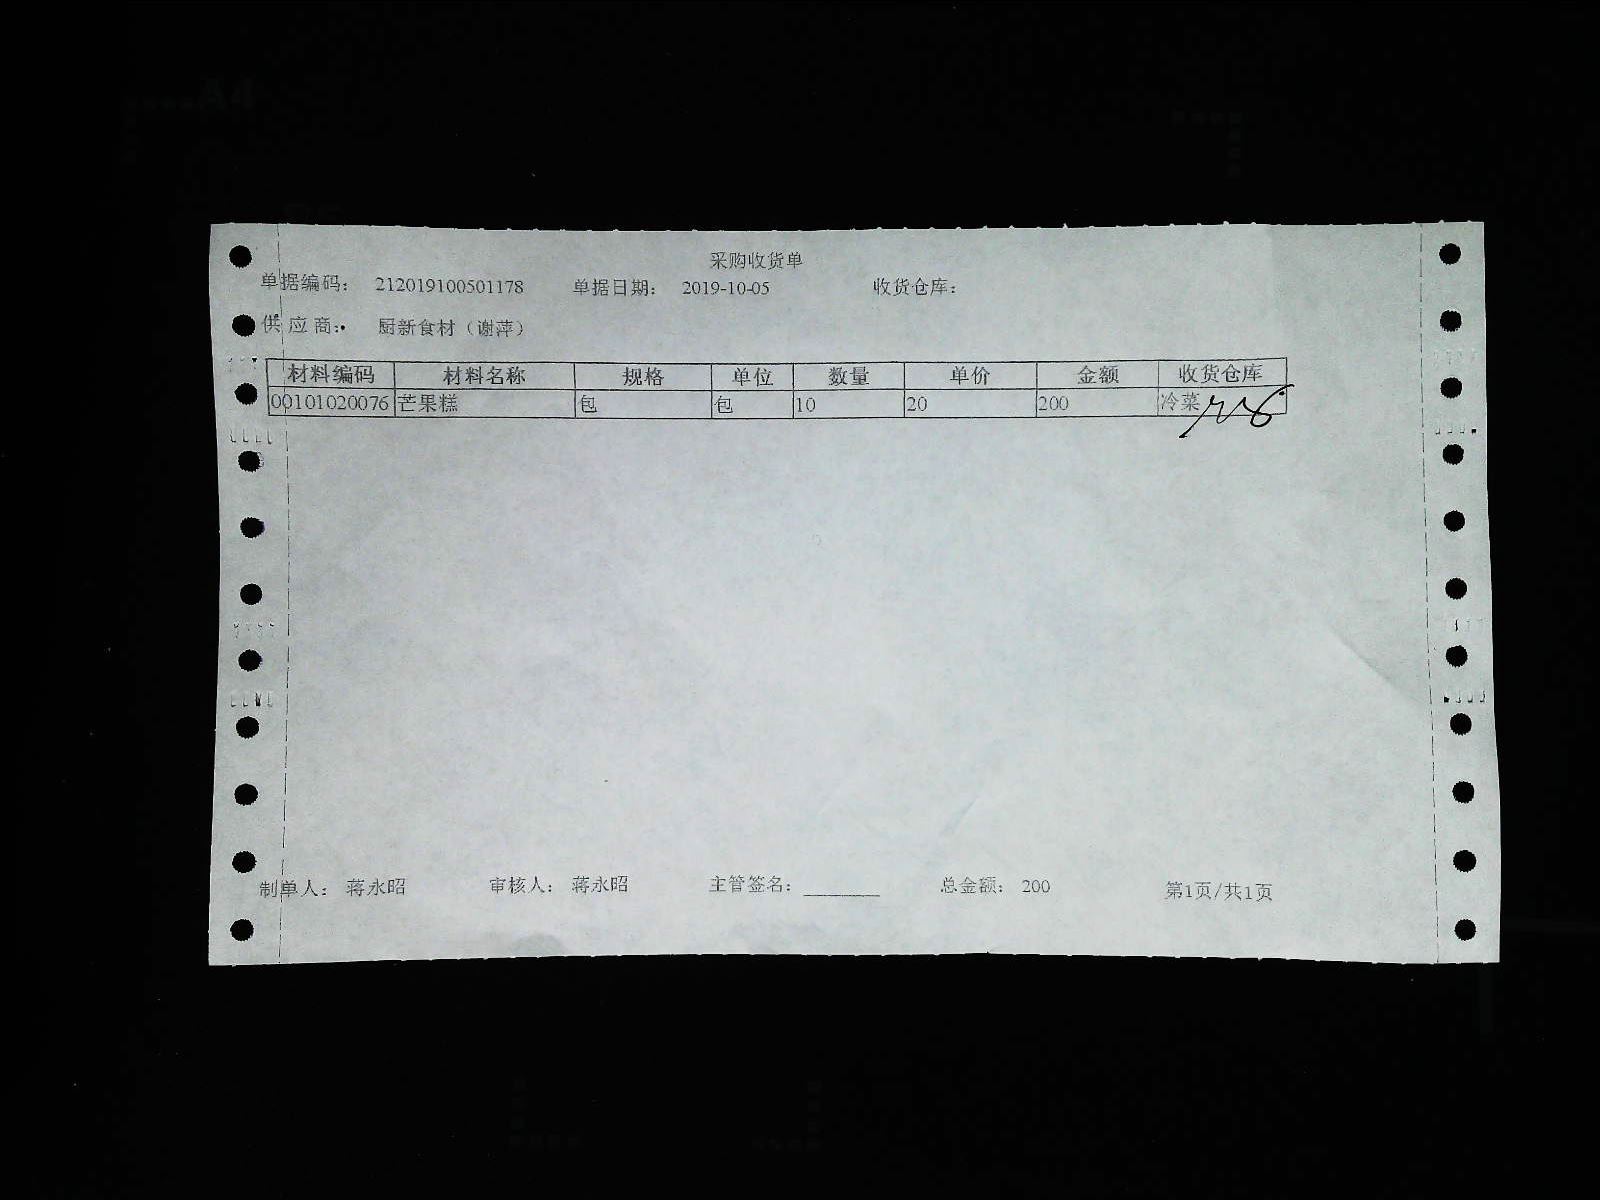 采购收货单
单据编码： 212019100501178 单据日期： 2019-10-05 收货仓库：
供应商： 厨新食材（谢萍）
材料编码 材料名称 规格 单位 数量 单价 金额 收货仓库
00101020076 芒果糕 包 包 10 20 200 冷菜
制单人： 蒋永昭 审核人： 蒋永昭 主管签名： 总金额： 200 第1页/共1页